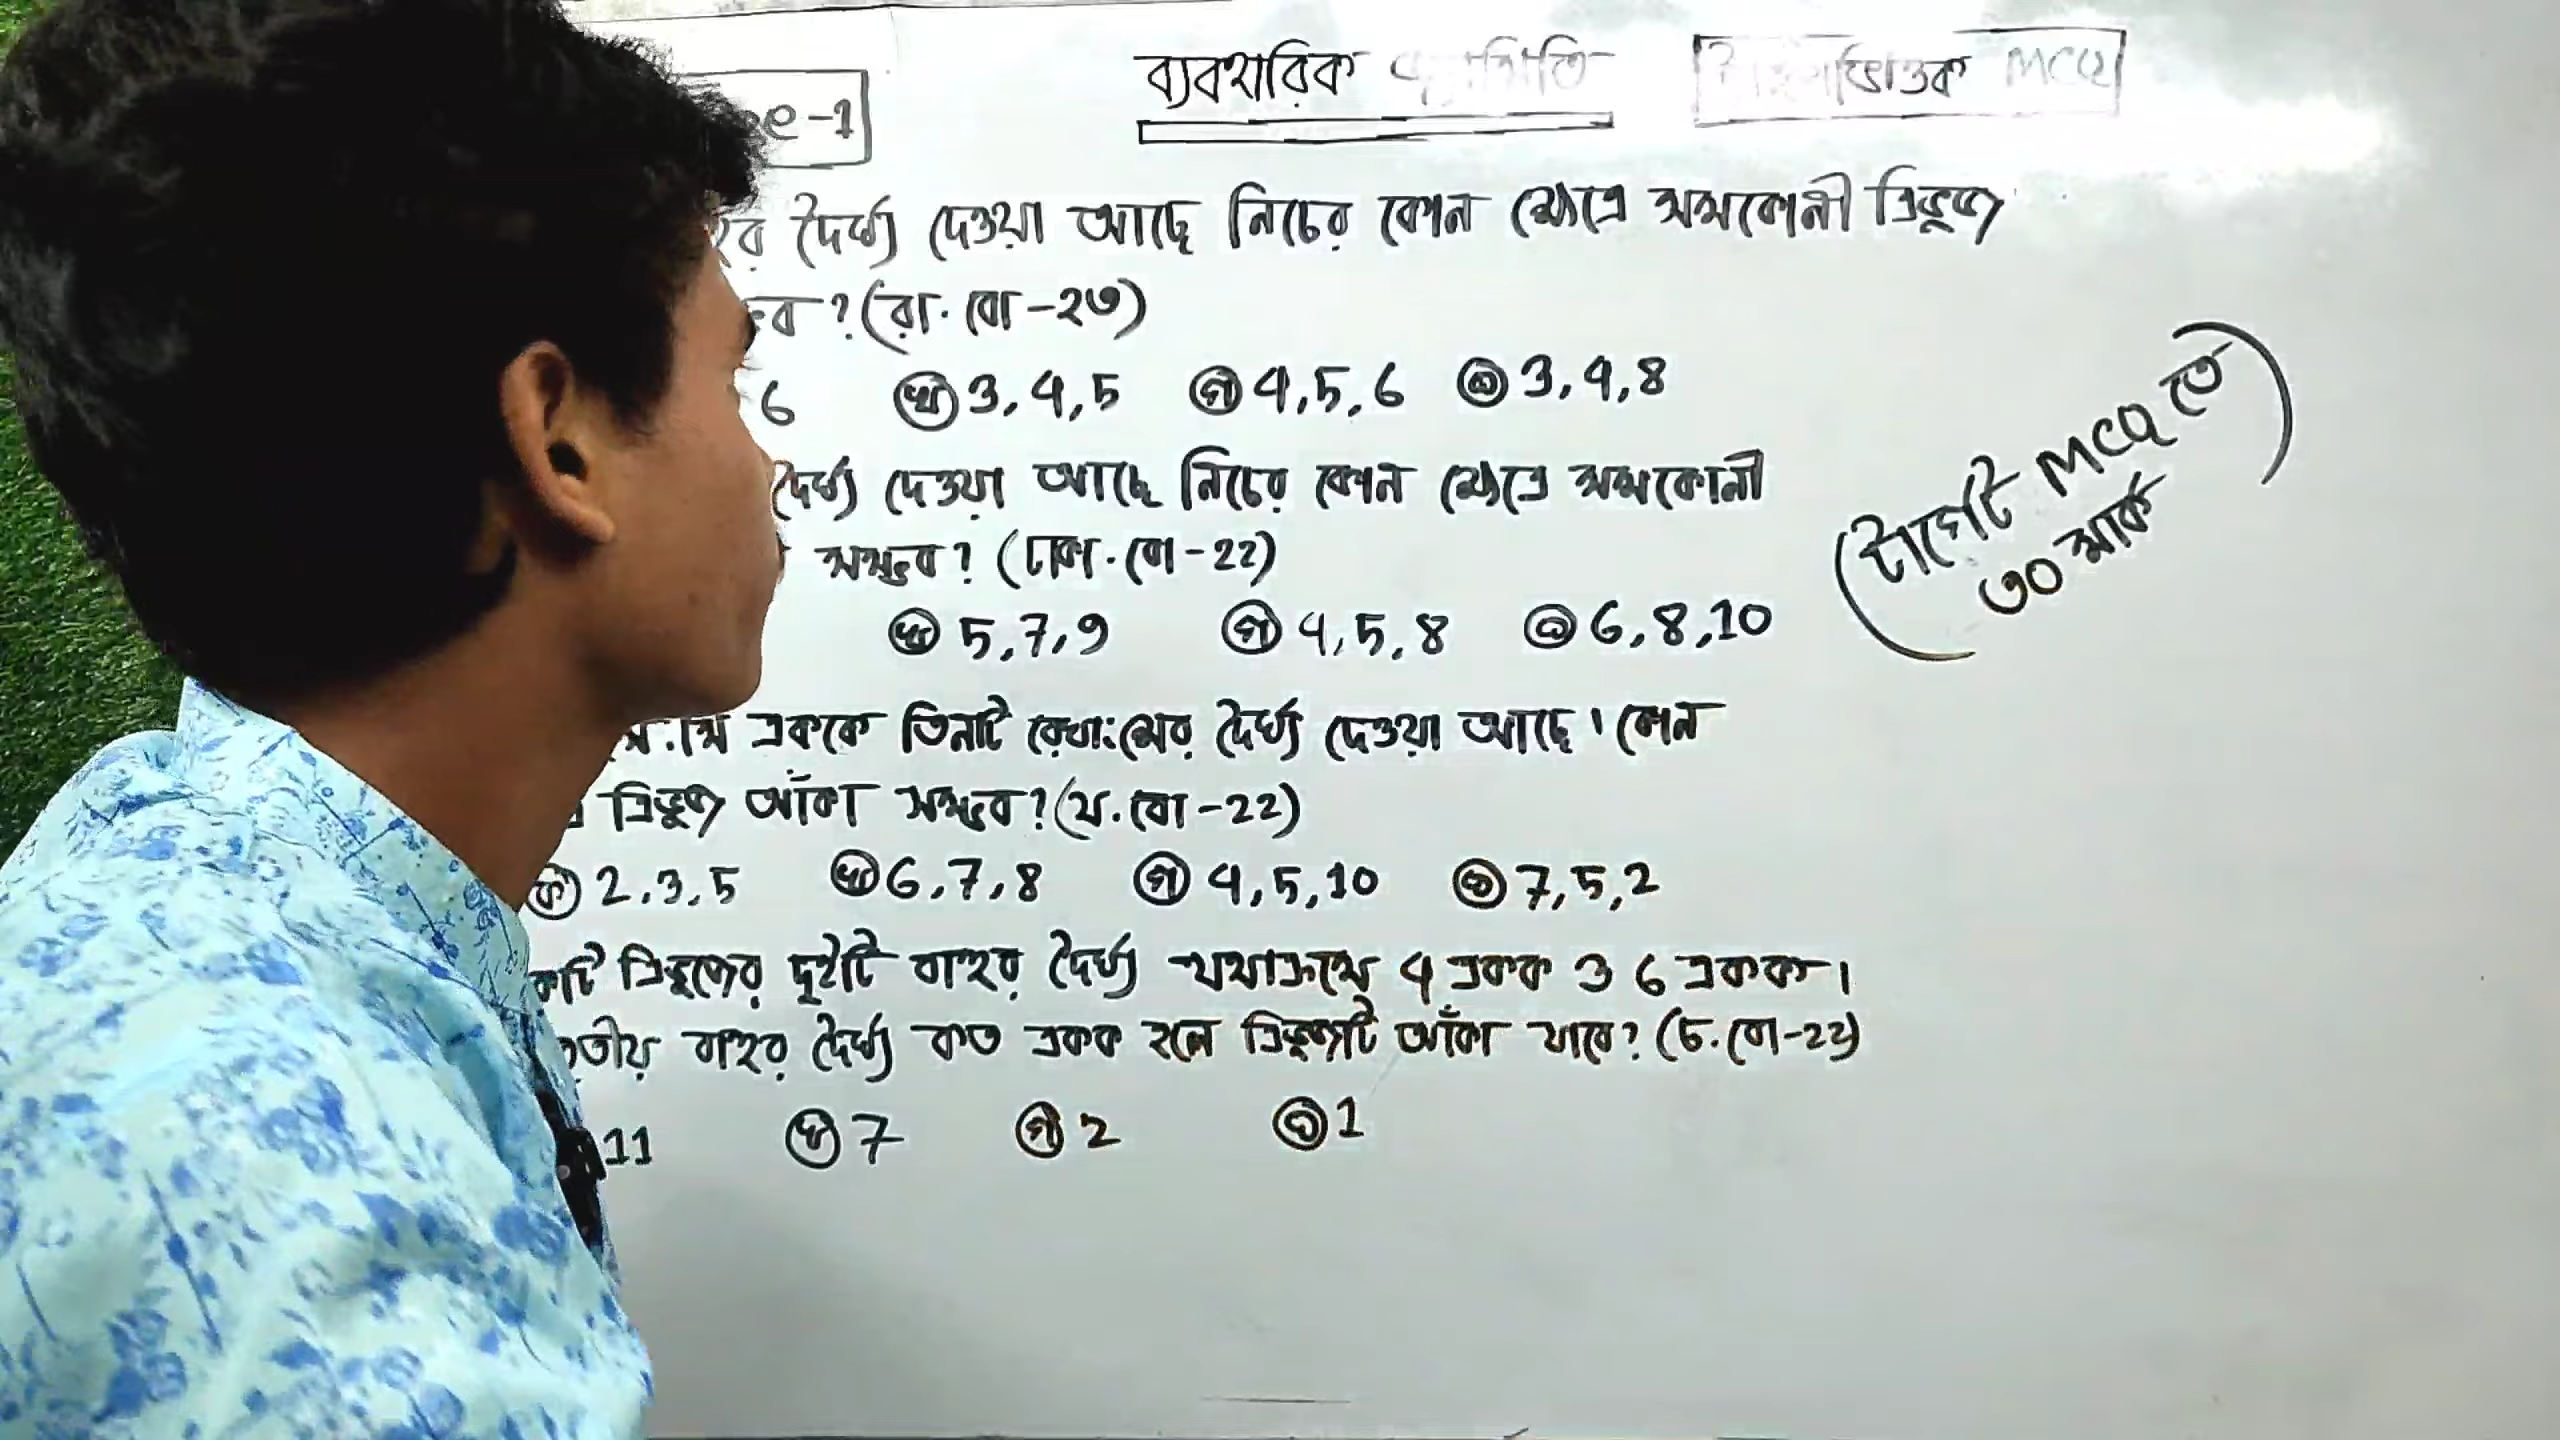 ব্যবহারিক জ্যামিতি
MCQ
দৈর্ঘ্য দেওয়া আছে নিচের কোন ক্ষেত্রে সমকোনী ত্রিভুজ
? (রা. বো -২৩)
6 খ 3, 4, 5 গ 4, 5, 6 ঘ 3, 4, 8
দৈর্ঘ্য দেওয়া আছে নিচের কোন ক্ষেত্রে সমকোনী
সম্ভব ? (ঢাকা. বো - 22)
খ 5, 7, 9 গ 4, 5, 8 ঘ 6, 8, 10
(টার্গেট MCQ তে
৩০ মার্ক)
এককে তিনটি রেখাংশের দৈর্ঘ্য দেওয়া আছে। কোন
ত্রিভুজ আঁকা সম্ভব ? (য. বো - 22)
ক 2, 3, 5 খ 6, 7, 8 গ 4, 5, 10 ঘ 7, 5, 2
ত্রিভুজের দুইটি বাহুর দৈর্ঘ্য যথাক্রমে 4 একক ও 6 একক।
বাহুর দৈর্ঘ্য কত একক হলে ত্রিভুজটি আঁকা যাবে ? (চ. বো - 22)
11 খ 7 গ 2 ঘ 1